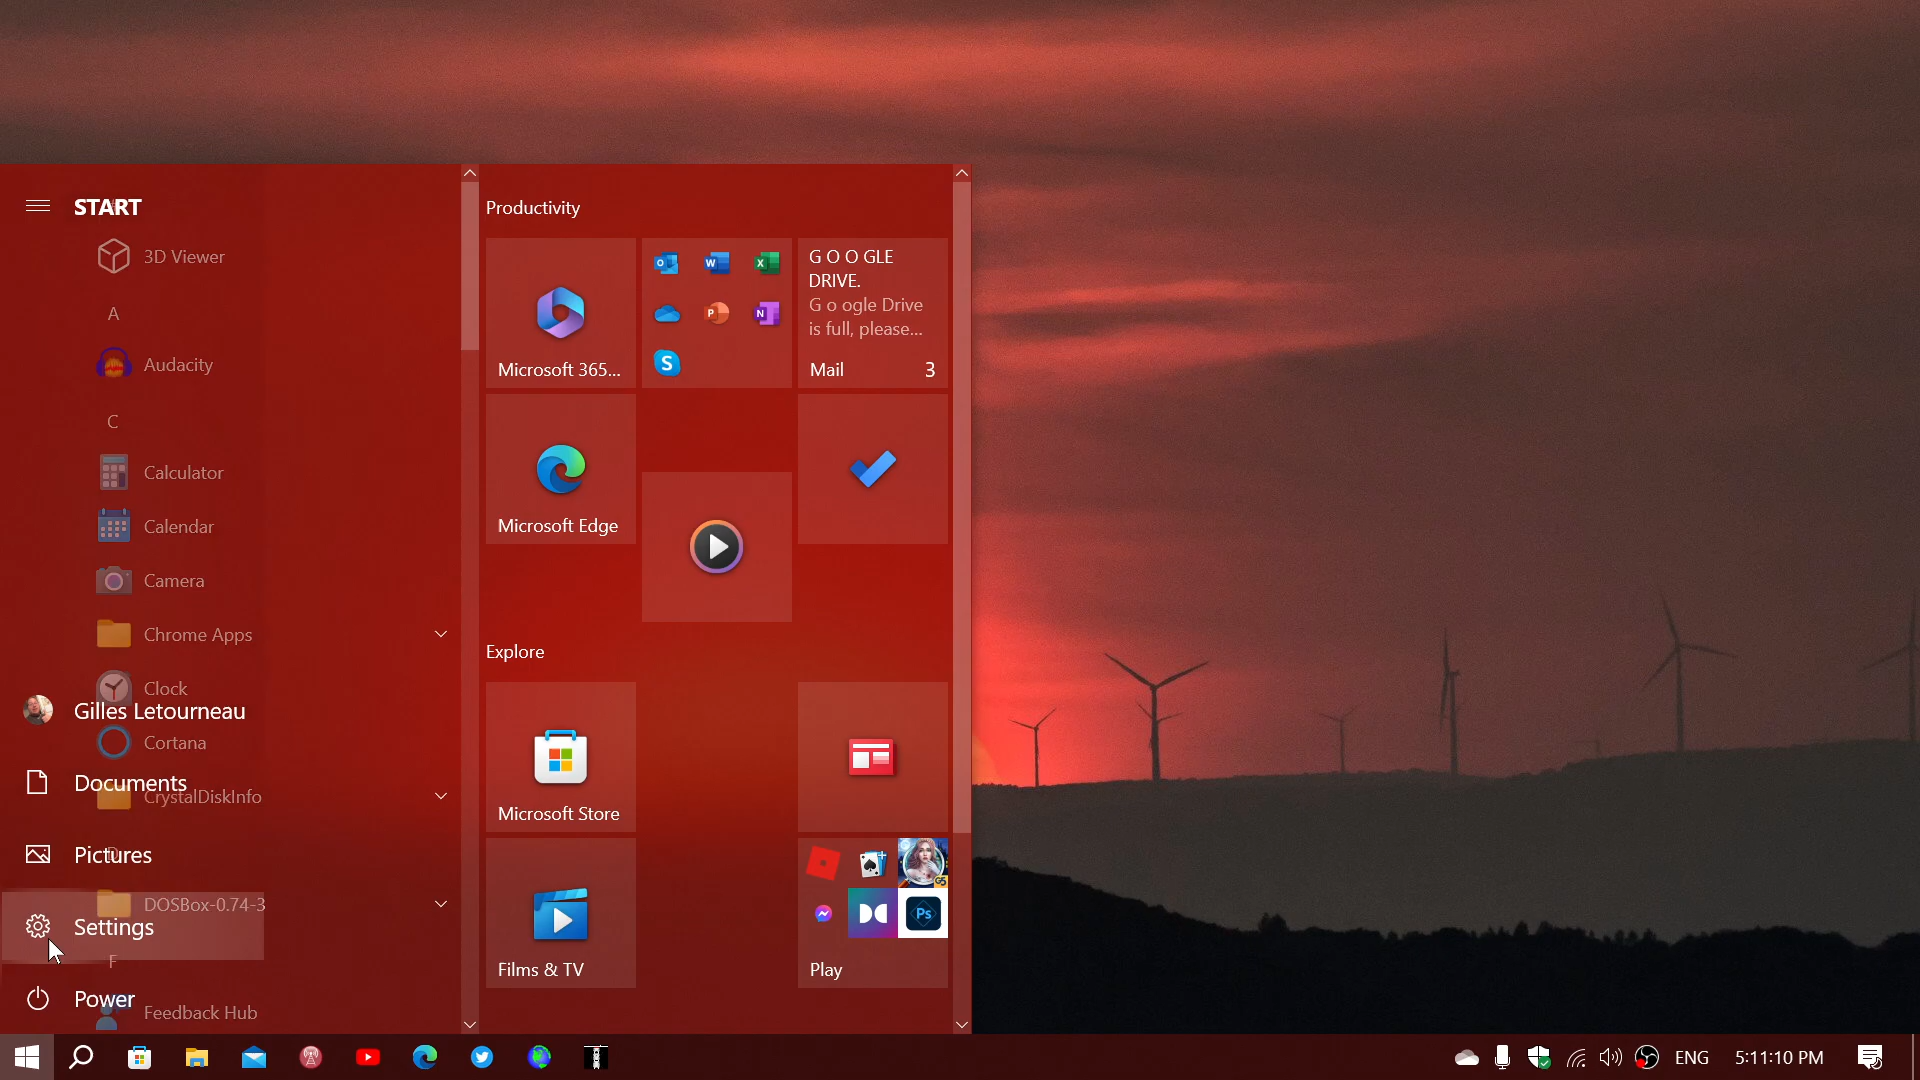 START
3D Viewer
A
Audacity
C
Calculator
Calendar
Camera
Chrome Apps
Clock
Gilles Letourneau
Cortana
Documents
CrystalDiskInfo
D
Pictures
DOSBox-0.74-3
Settings
F
Power
Feedback Hub
Productivity
Microsoft 365...
G O O GLE
DRIVE.
G o ogle Drive
is full, please...
Mail 3
Microsoft Edge
Explore
Microsoft Store
Films & TV
Play
ENG
5:11:10 PM